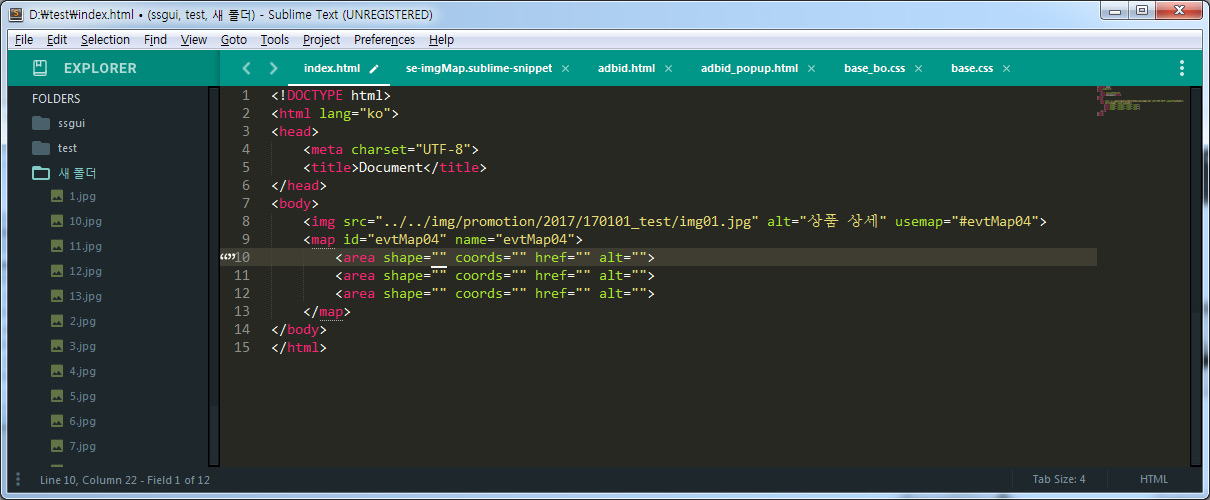 D:\test\index.html • (ssgui, test, 새 폴더) - Sublime Text (UNREGISTERED)
File Edit Selection Find View Goto Tools Project Preferences Help
EXPLORER
index.html se-imgMap.sublime-snippet adbid.html adbid_popup.html base_bo.css base.css
FOLDERS
ssgui
test
새 폴더
1.jpg
10.jpg
11.jpg
12.jpg
13.jpg
2.jpg
3.jpg
4.jpg
5.jpg
6.jpg
7.jpg
1 <!DOCTYPE html>
2 <html lang="ko">
3 <head>
4 <meta charset="UTF-8">
5 <title>Document</title>
6 </head>
7 <body>
8 <img src="../../img/promotion/2017/170101_test/img01.jpg" alt="상품 상세" usemap="#evtMap04">
9 <map id="evtMap04" name="evtMap04">
10 <area shape="" coords="" href="" alt="">
11 <area shape="" coords="" href="" alt="">
12 <area shape="" coords="" href="" alt="">
13 </map>
14 </body>
15 </html>
Line 10, Column 22 - Field 1 of 12
Tab Size: 4
HTML